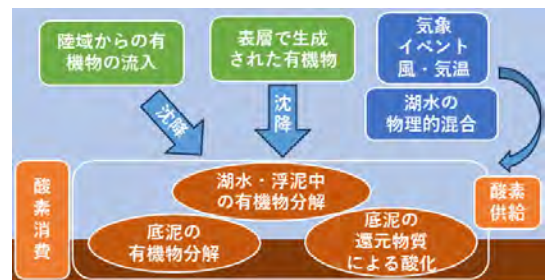 陸域からの有
機物の流入
表層で生成
された有機物
気象
イベント
風・気温
湖水の
物理的混合
沈降
沈降
酸素消費
湖水・浮泥中
の有機物分解
底泥の
有機物分解
底泥の
還元物質
による酸化
酸素
供給